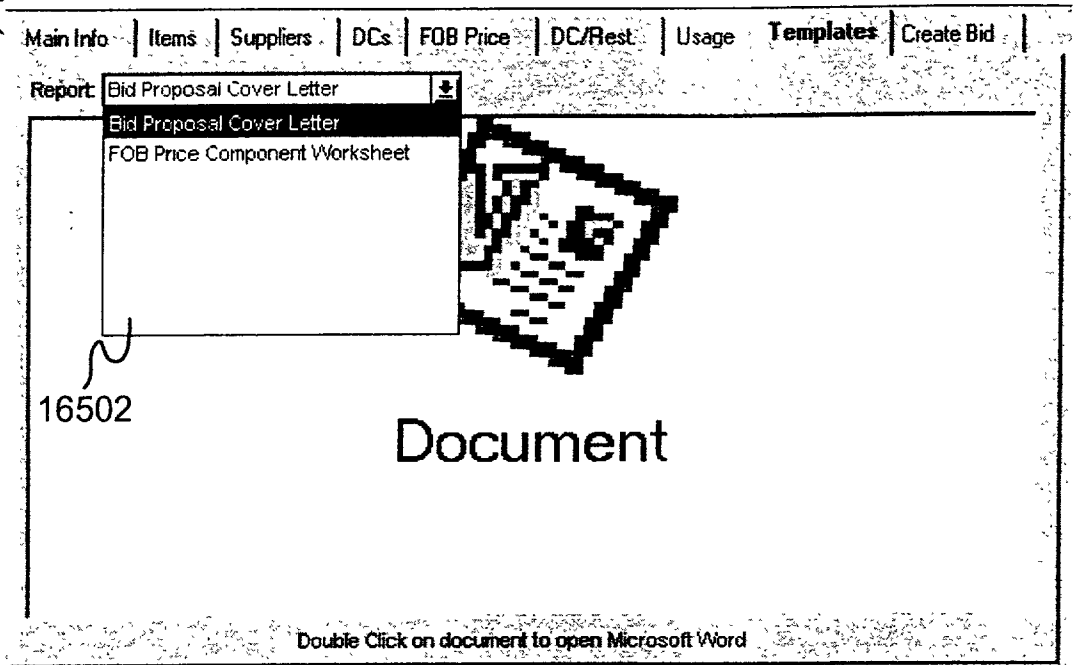 Main Info Items Suppliers DCs FOB Price DC/Rest Usage Templates Create Bid
Report: Bid Proposal Cover Letter
Bid Proposal Cover Letter
FOB Price Component Worksheet
16502
Document
Double Click on document to open Microsoft Word